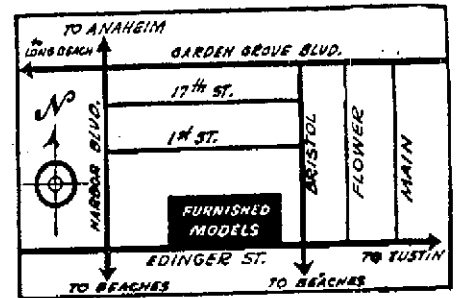 TO ANAHEIM
to
LONG BEACH
GARDEN GROVE BLVD.
17th ST.
1st ST.
N
HARBOR BLVD.
BRISTOL
FLOWER
MAIN
FURNISHED
MODELS
EDINGER ST.
TO TUSTIN
TO BEACHES
TO BEACHES